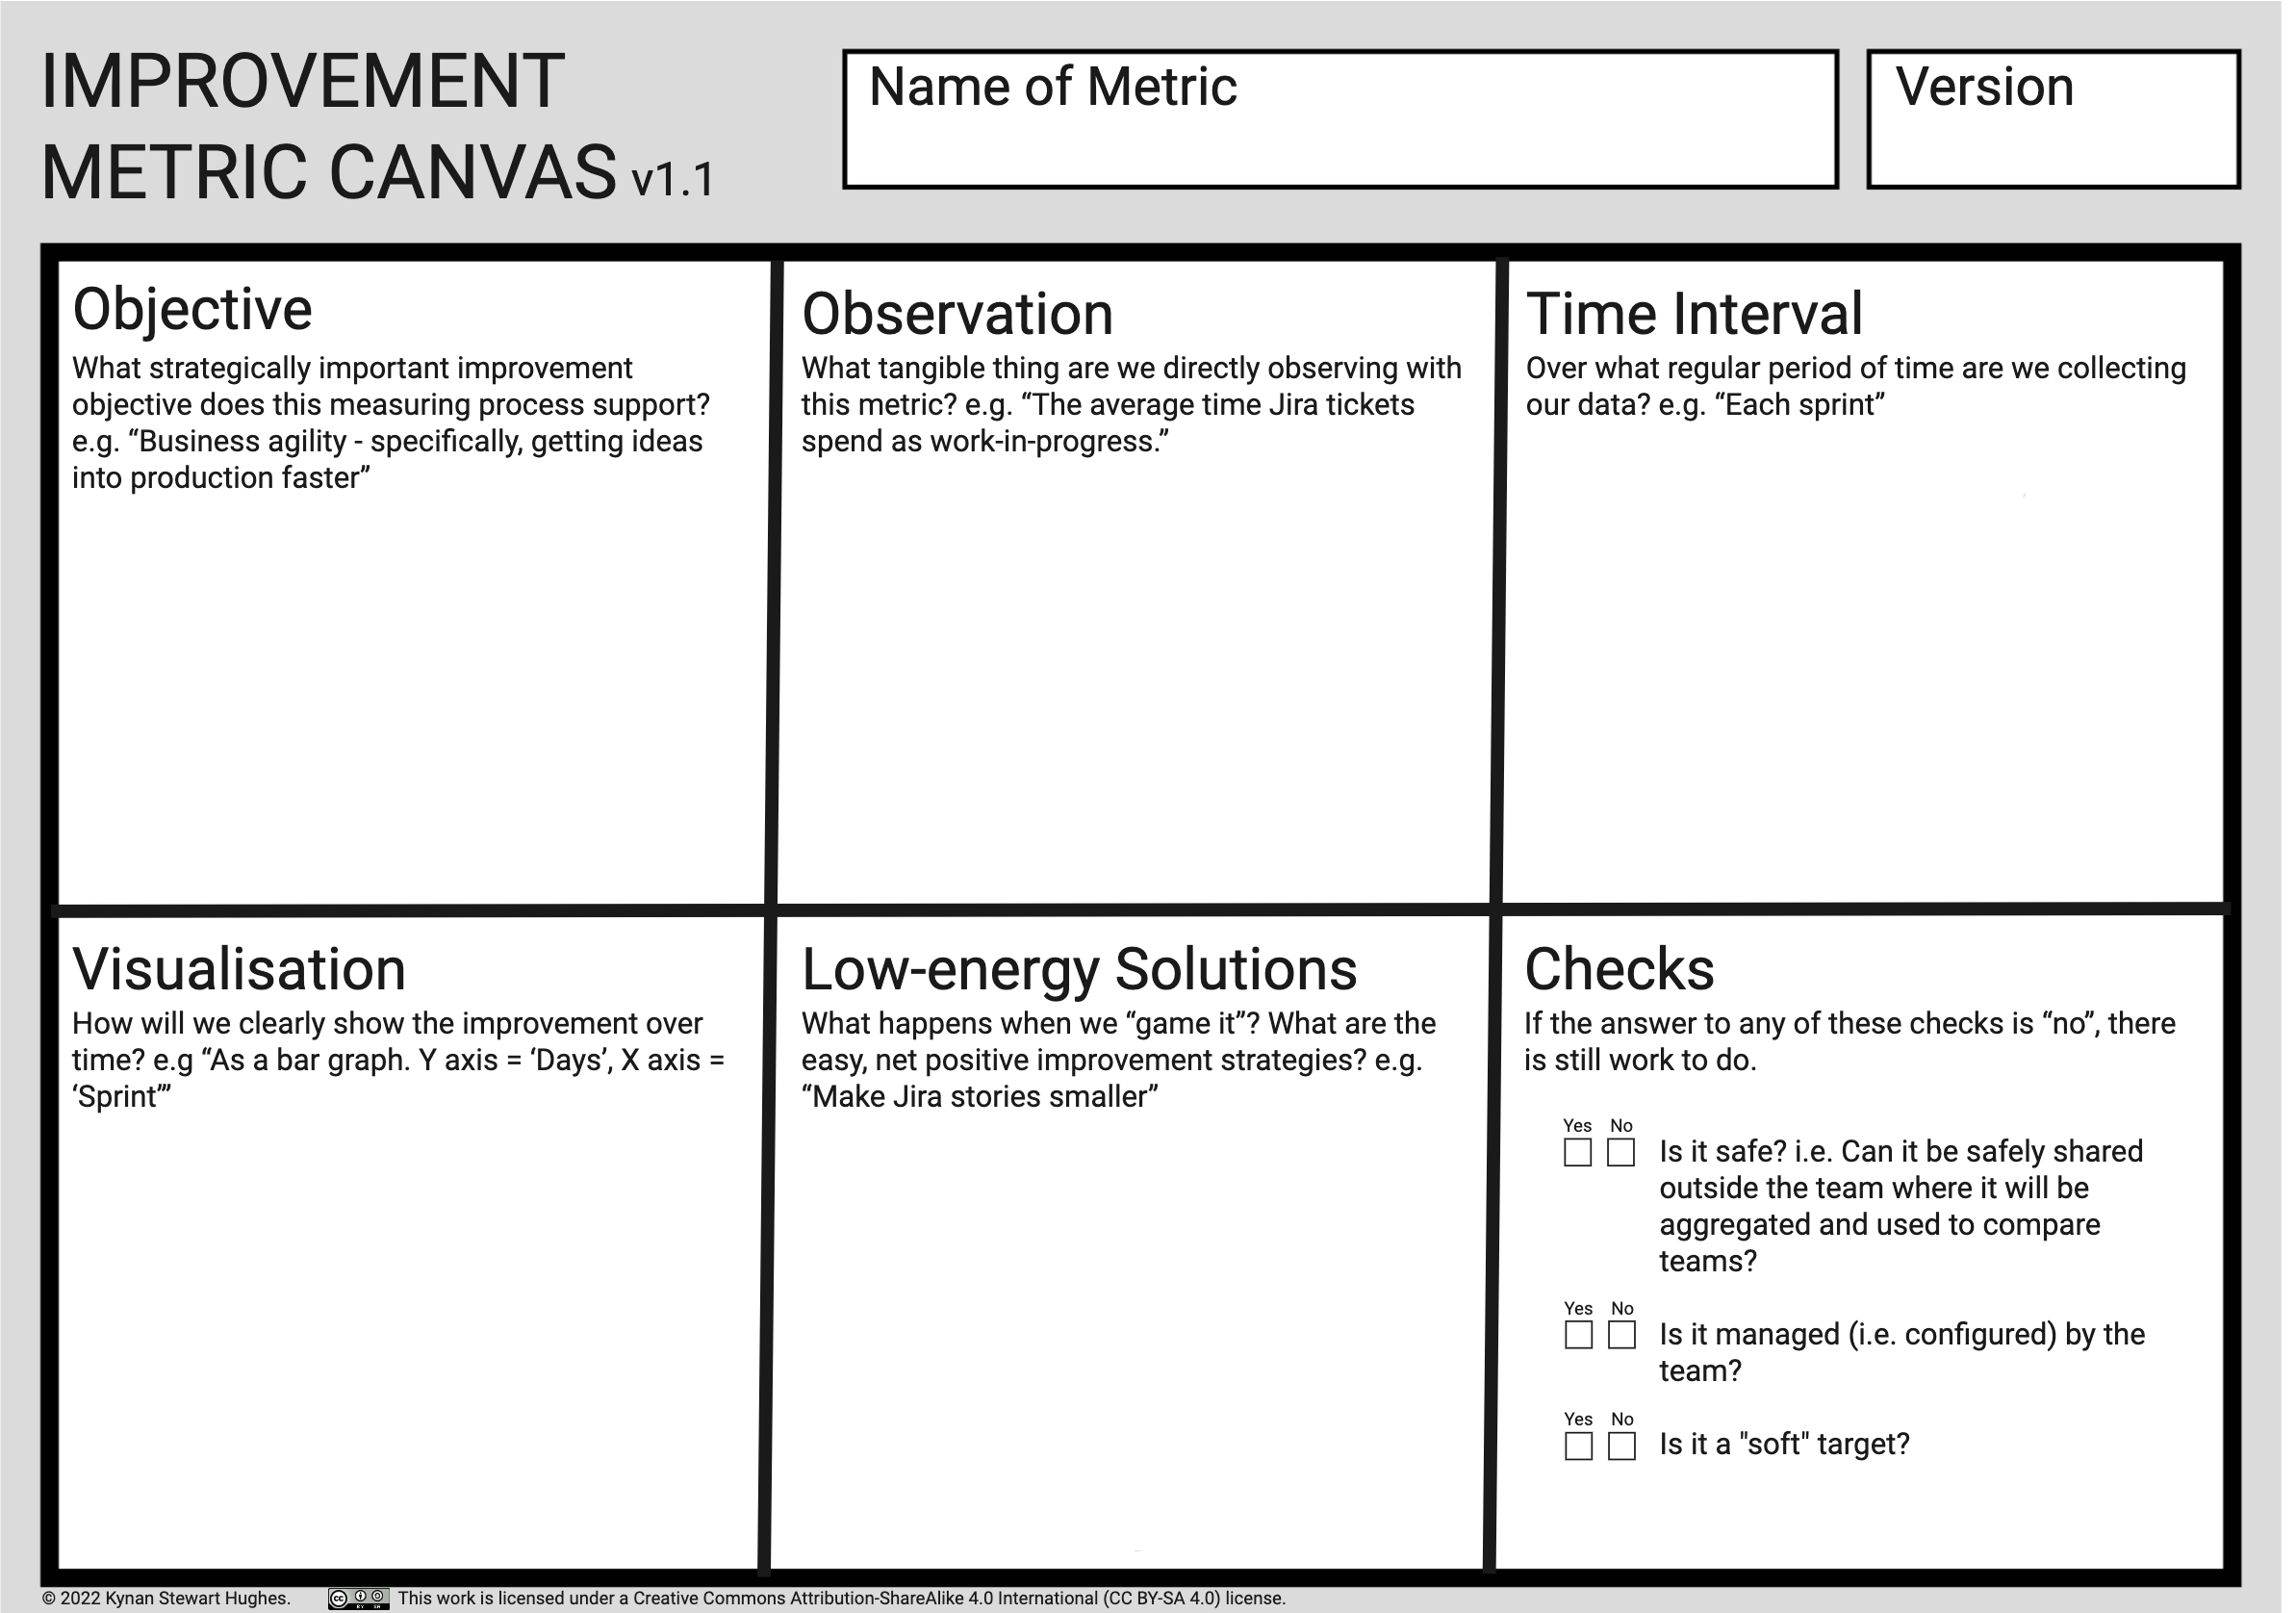 IMPROVEMENT
METRIC CANVAS v1.1
Name of Metric
Version
Objective
What strategically important improvement
objective does this measuring process support?
e.g. “Business agility - specifically, getting ideas
into production faster”
Observation
What tangible thing are we directly observing with
this metric? e.g. “The average time Jira tickets
spend as work-in-progress.”
Time Interval
Over what regular period of time are we collecting
our data? e.g. “Each sprint”
Visualisation
How will we clearly show the improvement over
time? e.g “As a bar graph. Y axis = ‘Days’, X axis =
‘Sprint’”
Low-energy Solutions
What happens when we “game it”? What are the
easy, net positive improvement strategies? e.g.
“Make Jira stories smaller”
Checks
If the answer to any of these checks is “no”, there
is still work to do.
Yes No
Is it safe? i.e. Can it be safely shared
outside the team where it will be
aggregated and used to compare
teams?
Yes No
Is it managed (i.e. configured) by the
team?
Yes No
Is it a "soft" target?
© 2022 Kynan Stewart Hughes.
cc
BY SA
This work is licensed under a Creative Commons Attribution-ShareAlike 4.0 International (CC BY-SA 4.0) license.